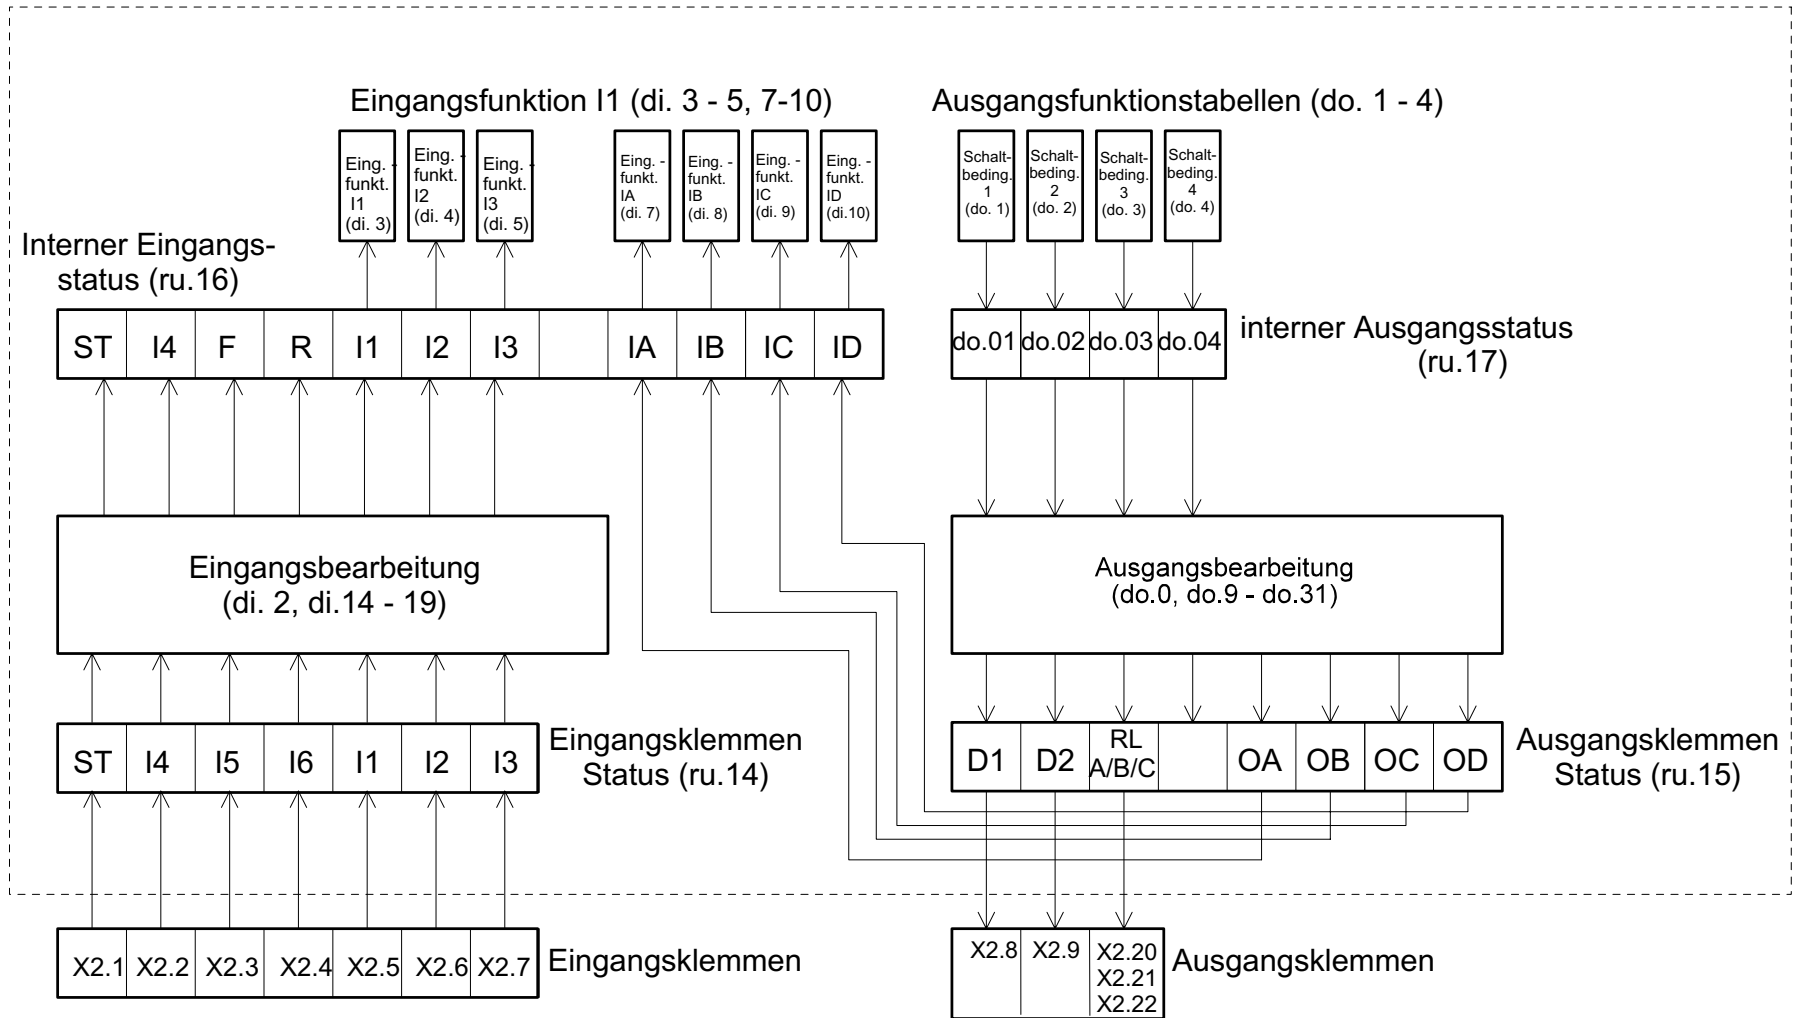 Eingangsfunktion I1 (di. 3 - 5, 7-10)
Ausgangsfunktionstabellen (do. 1 - 4)
Eing. -
funkt.
I1
(di. 3)
Eing. -
funkt.
I2
(di. 4)
Eing. -
funkt.
I3
(di. 5)
Eing. -
funkt.
IA
(di. 7)
Eing. -
funkt.
IB
(di. 8)
Eing. -
funkt.
IC
(di. 9)
Eing. -
funkt.
ID
(di.10)
Schalt-
beding.
1
(do. 1)
Schalt-
beding.
2
(do. 2)
Schalt-
beding.
3
(do. 3)
Schalt-
beding.
4
(do. 4)
Interner Eingangs-
status (ru.16)
ST I4 F R I1 I2 I3 IA IB IC ID
do.01 do.02 do.03 do.04
interner Ausgangsstatus
(ru.17)
Eingangsbearbeitung
(di. 2, di.14 - 19)
Ausgangsbearbeitung
(do.0, do.9 - do.31)
ST I4 I5 I6 I1 I2 I3
Eingangsklemmen
Status (ru.14)
D1 D2 RL
A/B/C
OA OB OC OD
Ausgangsklemmen
Status (ru.15)
X2.1 X2.2 X2.3 X2.4 X2.5 X2.6 X2.7
Eingangsklemmen
X2.8 X2.9 X2.20
X2.21
X2.22
Ausgangsklemmen